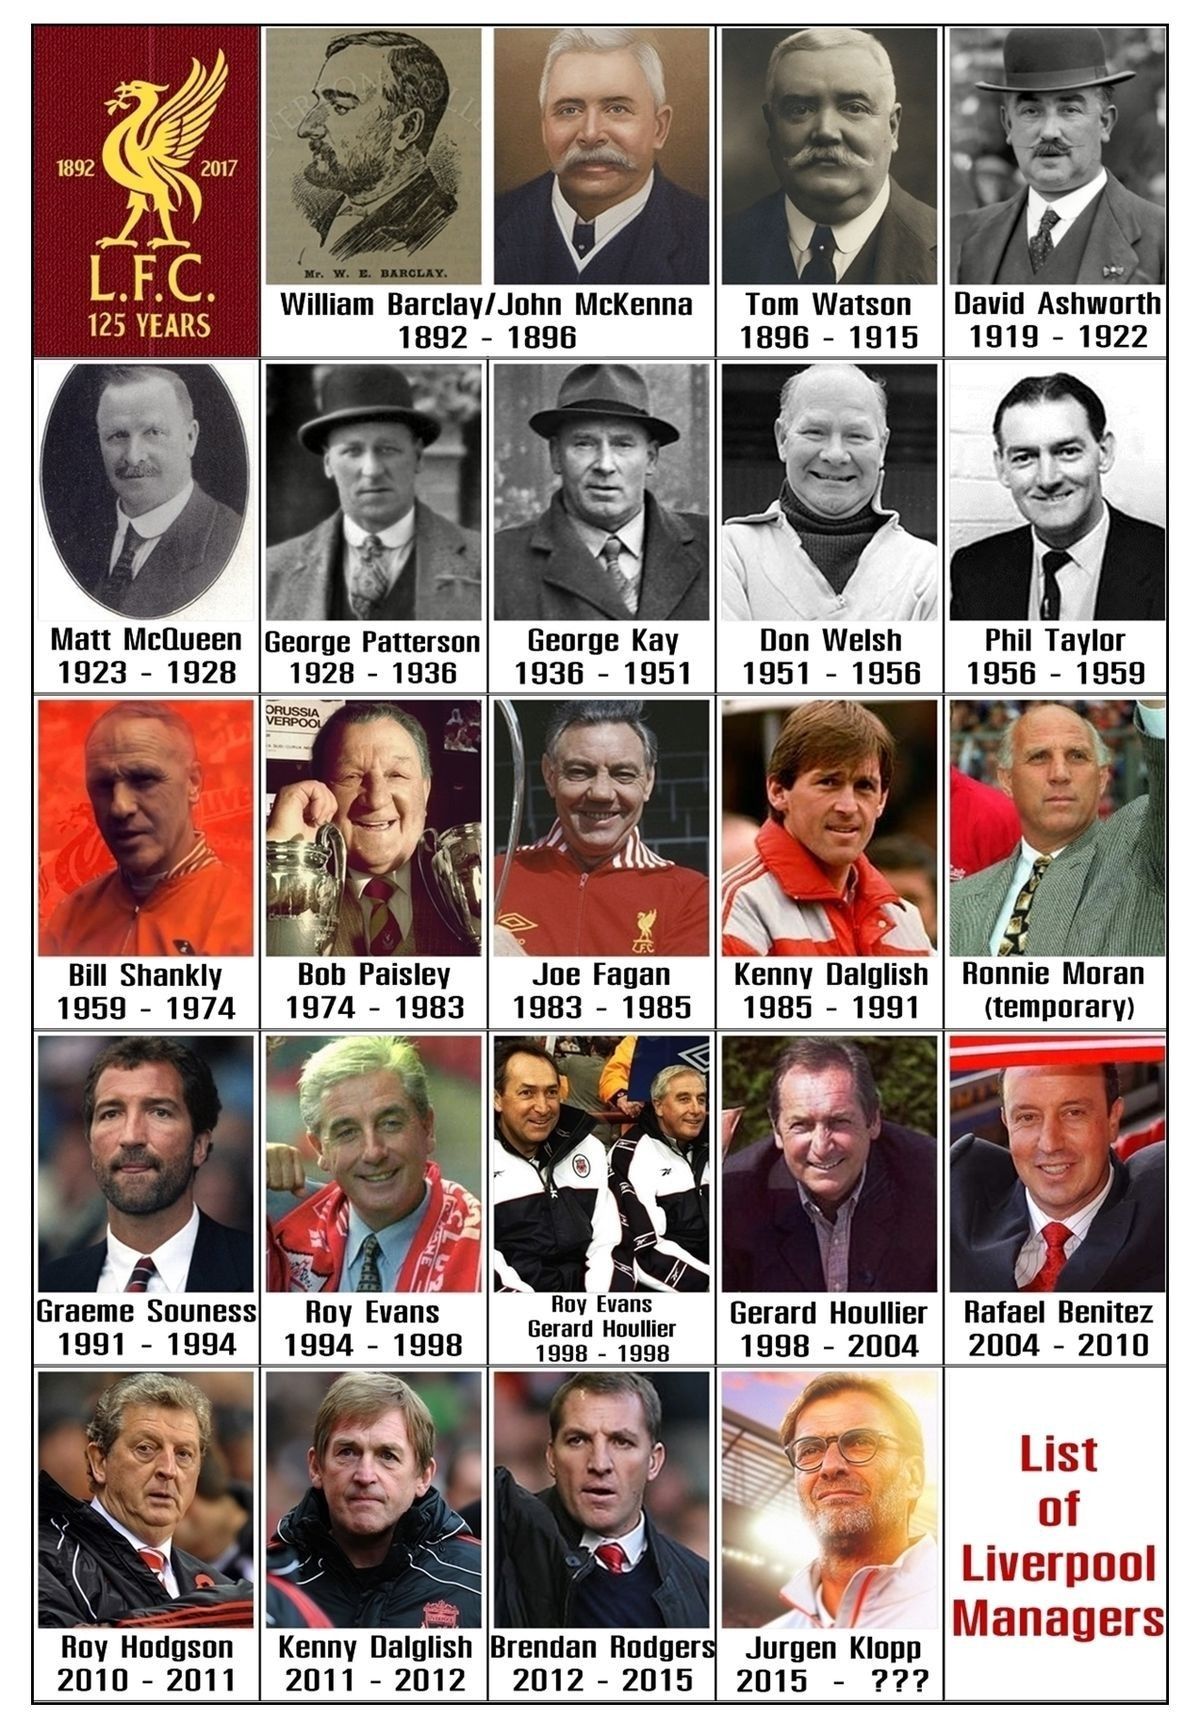 1892 2017
L.F.C.
125 YEARS
Mr. W. E. BARCLAY.
William Barclay/John McKenna
1892 - 1896
Tom Watson
1896 - 1915
David Ashworth
1919 - 1922
Matt McQueen
1923 - 1928
George Patterson
1928 - 1936
George Kay
1936 - 1951
Don Welsh
1951 - 1956
Phil Taylor
1956 - 1959
Bill Shankly
1959 - 1974
ORUSSIA
VERPOOL
Bob Paisley
1974 - 1983
L.F.C
Joe Fagan
1983 - 1985
Kenny Dalglish
1985 - 1991
Ronnie Moran
(temporary)
Graeme Souness
1991 - 1994
Roy Evans
1994 - 1998
Roy Evans
Gerard Houllier
1998 - 1998
Gerard Houllier
1998 - 2004
Rafael Benitez
2004 - 2010
Roy Hodgson
2010 - 2011
Kenny Dalglish
2011 - 2012
Brendan Rodgers
2012 - 2015
Jurgen Klopp
2015 - ???
List
of
Liverpool
Managers